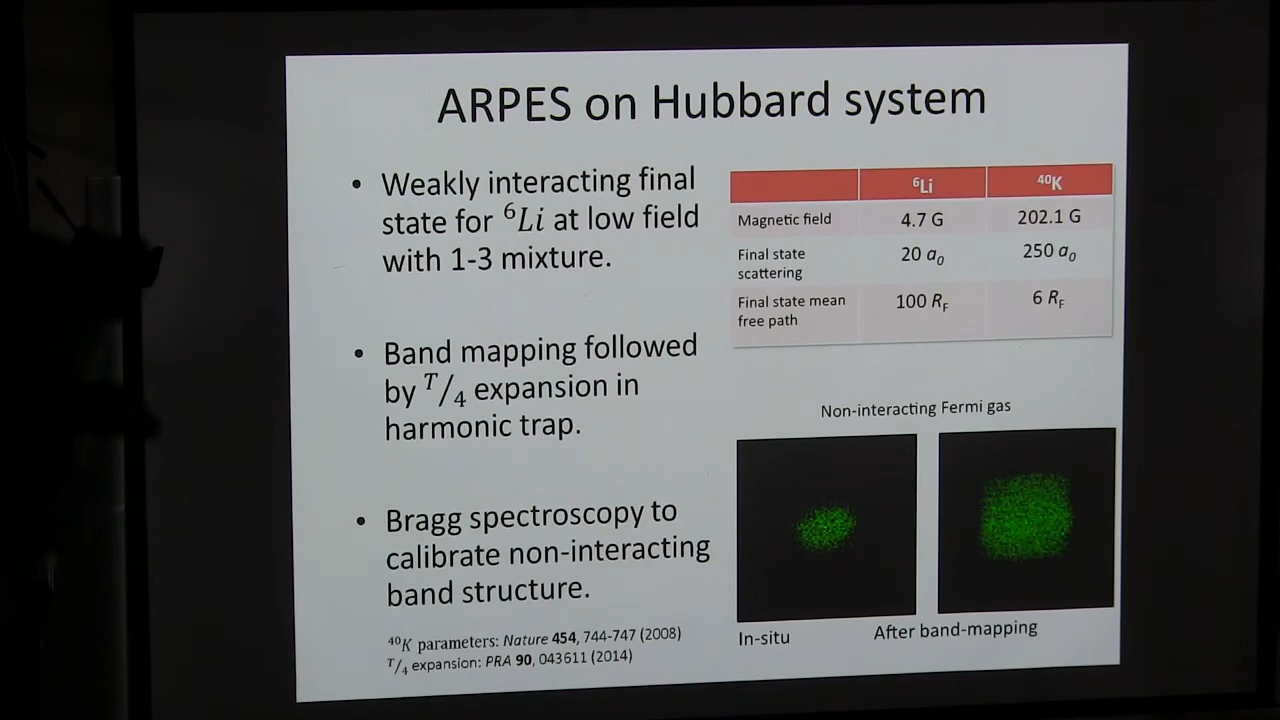 ARPES on Hubbard system
• Weakly interacting final
state for ⁶Li at low field
with 1-3 mixture.
• Band mapping followed
by T/4 expansion in
harmonic trap.
• Bragg spectroscopy to
calibrate non-interacting
band structure.
⁴⁰K parameters: Nature 454, 744-747 (2008)
T/4 expansion: PRA 90, 043611 (2014)
⁶Li ⁴⁰K
Magnetic field 4.7 G 202.1 G
Final state
scattering 20 a₀ 250 a₀
Final state mean
free path 100 R_F 6 R_F
Non-interacting Fermi gas
In-situ After band-mapping